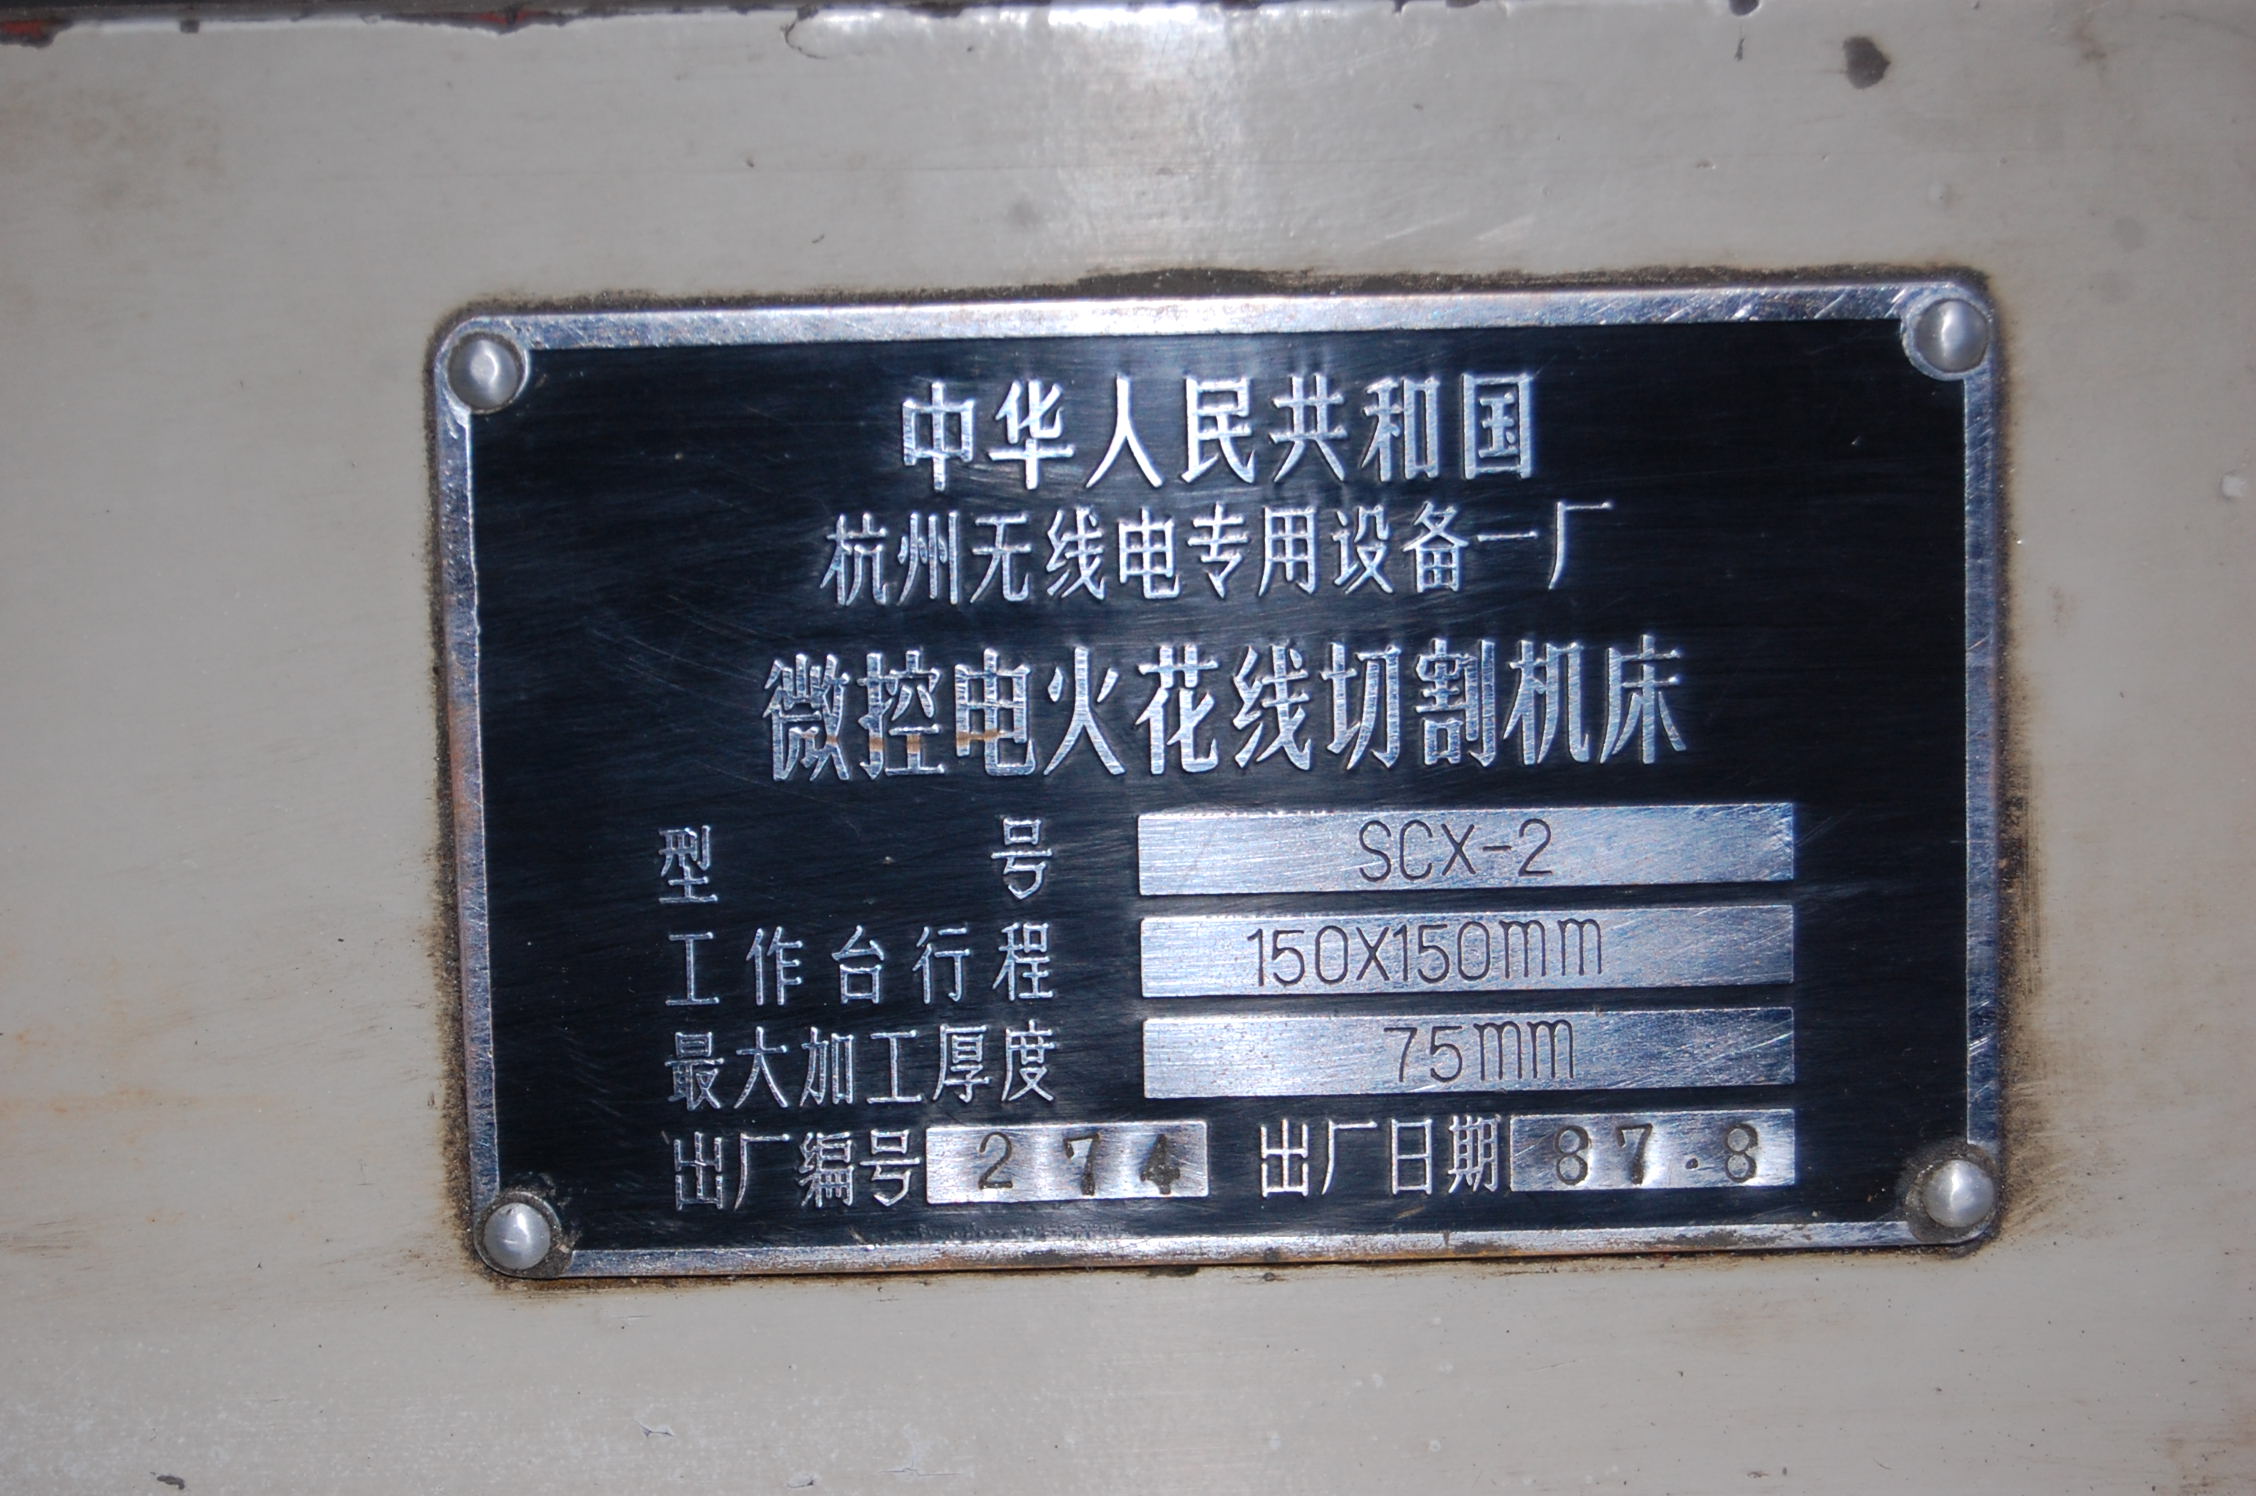 中华人民共和国
杭州无线电专用设备一厂
微控电火花线切割机床
型号 SCX-2
工作台行程 150X150mm
最大加工厚度 75mm
出厂编号 274 出厂日期 87.8